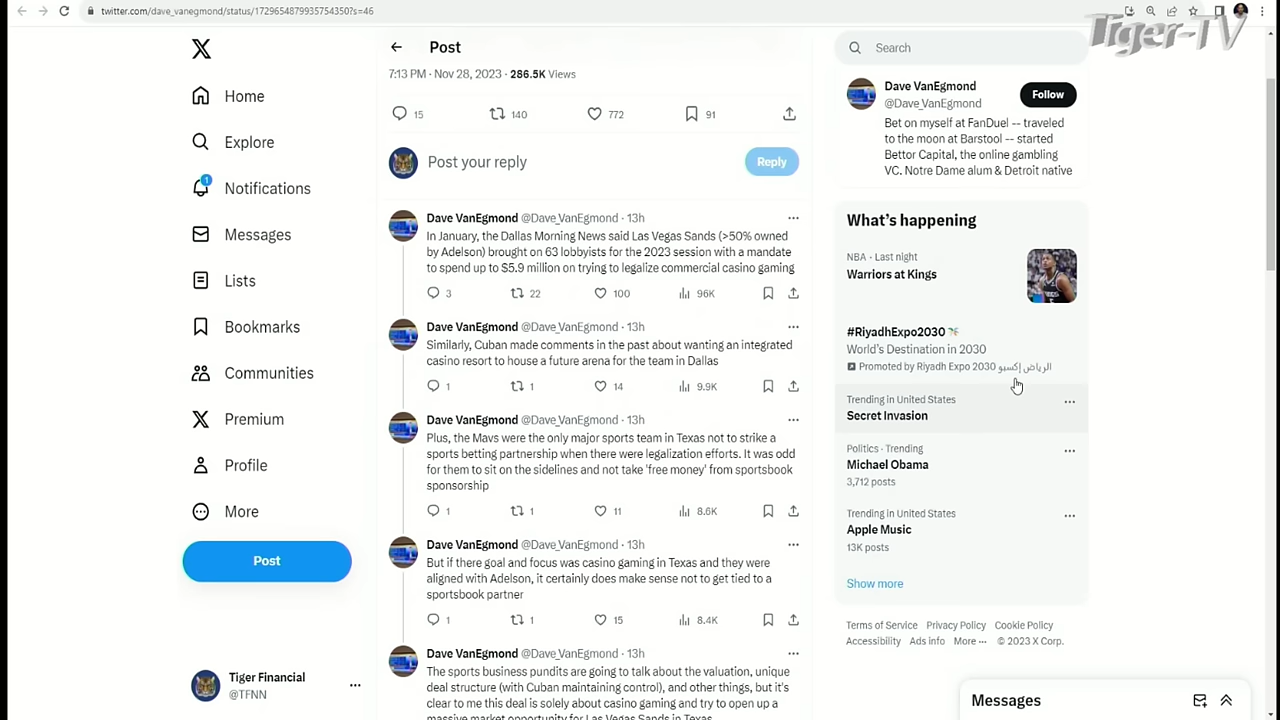 twitter.com/dave_vanegmond/status/1729654879935754350?s=46
Tiger-TV
Post
Search
7:13 PM · Nov 28, 2023 · 286.5K Views
15 140 772 91
Post your reply
Reply
Home
Explore
1
Notifications
Messages
Lists
Bookmarks
Communities
Premium
Profile
More
Post
Tiger Financial
@TFNN
Dave VanEgmond @Dave_VanEgmond · 13h
In January, the Dallas Morning News said Las Vegas Sands (>50% owned
by Adelson) brought on 63 lobbyists for the 2023 session with a mandate
to spend up to $5.9 million on trying to legalize commercial casino gaming
3 22 100 96K
Dave VanEgmond @Dave_VanEgmond · 13h
Similarly, Cuban made comments in the past about wanting an integrated
casino resort to house a future arena for the team in Dallas
1 1 14 9.9K
Dave VanEgmond @Dave_VanEgmond · 13h
Plus, the Mavs were the only major sports team in Texas not to strike a
sports betting partnership when there were legalization efforts. It was odd
for them to sit on the sidelines and not take 'free money' from sportsbook
sponsorship
1 1 11 8.6K
Dave VanEgmond @Dave_VanEgmond · 13h
But if there goal and focus was casino gaming in Texas and they were
aligned with Adelson, it certainly does make sense not to get tied to a
sportsbook partner
1 1 15 8.4K
Dave VanEgmond @Dave_VanEgmond · 13h
The sports business pundits are going to talk about the valuation, unique
deal structure (with Cuban maintaining control), and other things, but it's
clear to me this deal is solely about casino gaming and try to open up a
massive market opportunity for Las Vegas Sands in Texas
Dave VanEgmond
@Dave_VanEgmond
Follow
Bet on myself at FanDuel -- traveled
to the moon at Barstool -- started
Bettor Capital, the online gambling
VC. Notre Dame alum & Detroit native
What's happening
NBA · Last night
Warriors at Kings
#RiyadhExpo2030
World's Destination in 2030
Promoted by Riyadh Expo 2030 الرياض إكسبو
Trending in United States
Secret Invasion
Politics · Trending
Michael Obama
3,712 posts
Trending in United States
Apple Music
13K posts
Show more
Terms of Service Privacy Policy Cookie Policy
Accessibility Ads info More © 2023 X Corp.
Messages